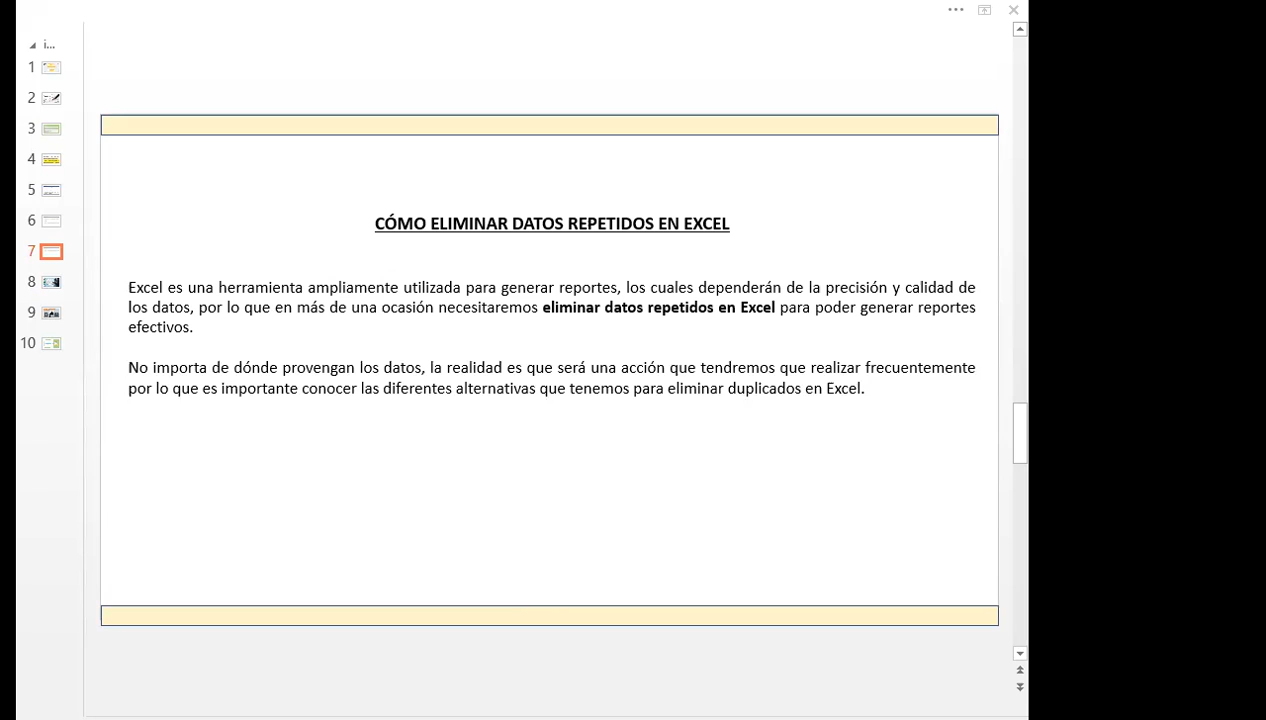 i...
1
2
3
4
5
6
7
8
9
10
CÓMO ELIMINAR DATOS REPETIDOS EN EXCEL
Excel es una herramienta ampliamente utilizada para generar reportes, los cuales dependerán de la precisión y calidad de
los datos, por lo que en más de una ocasión necesitaremos eliminar datos repetidos en Excel para poder generar reportes
efectivos.
No importa de dónde provengan los datos, la realidad es que será una acción que tendremos que realizar frecuentemente
por lo que es importante conocer las diferentes alternativas que tenemos para eliminar duplicados en Excel.